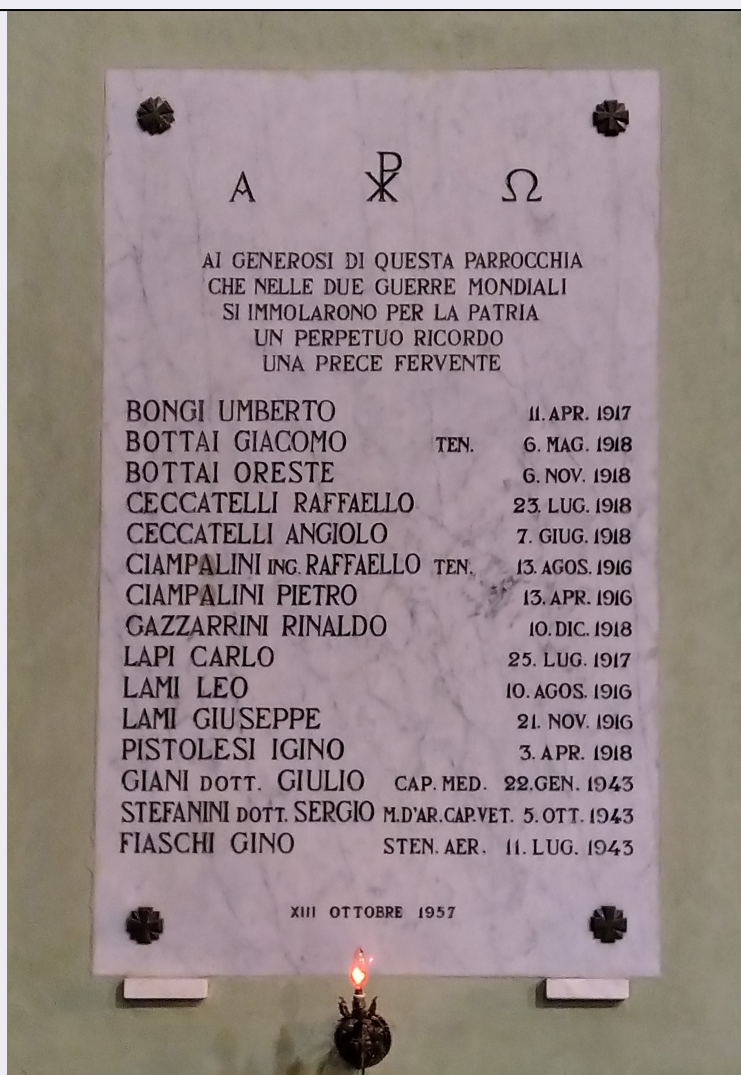 Α ☧ Ω
AI GENEROSI DI QUESTA PARROCCHIA
CHE NELLE DUE GUERRE MONDIALI
SI IMMOLARONO PER LA PATRIA
UN PERPETUO RICORDO
UNA PRECE FERVENTE
BONGI UMBERTO 11. APR. 1917
BOTTAI GIACOMO TEN. 6. MAG. 1918
BOTTAI ORESTE 6. NOV. 1918
CECCATELLI RAFFAELLO 23. LUG. 1918
CECCATELLI ANGIOLO 7. GIUG. 1918
CIAMPALINI ING. RAFFAELLO TEN. 13. AGOS. 1916
CIAMPALINI PIETRO 13. APR. 1916
GAZZARRINI RINALDO 10. DIC. 1918
LAPI CARLO 25. LUG. 1917
LAMI LEO 10. AGOS. 1916
LAMI GIUSEPPE 21. NOV. 1916
PISTOLESI IGINO 3. APR. 1918
GIANI DOTT. GIULIO CAP. MED. 22. GEN. 1943
STEFANINI DOTT. SERGIO M.D'AR.CAP.VET. 5. OTT. 1943
FIASCHI GINO STEN. AER. 11. LUG. 1943
XIII OTTOBRE 1957